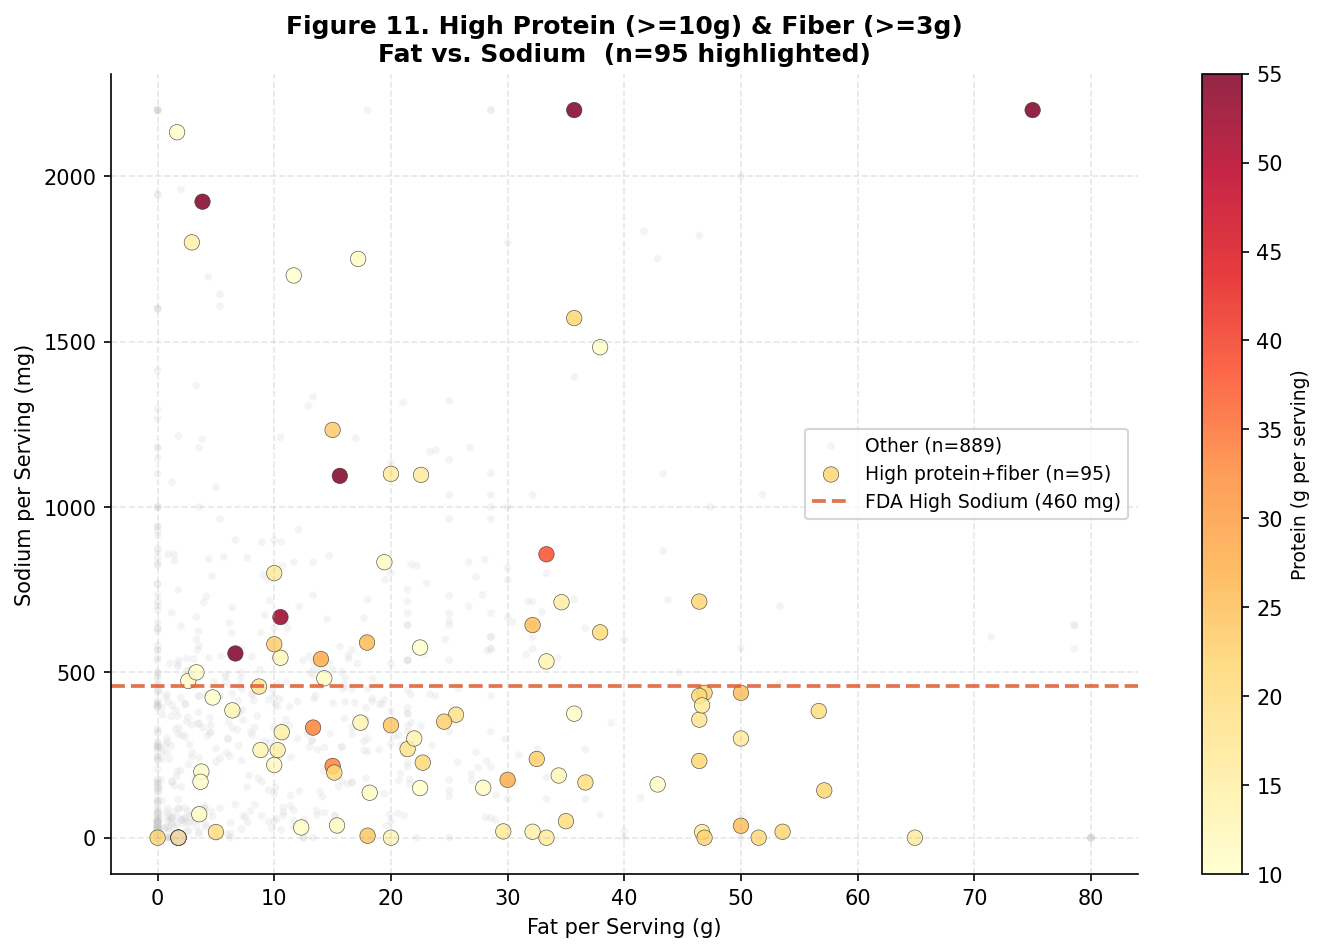 Figure 11. High Protein (>=10g) & Fiber (>=3g)
Fat vs. Sodium  (n=95 highlighted)
Sodium per Serving (mg)
2000
1500
1000
500
0
0 10 20 30 40 50 60 70 80
Fat per Serving (g)
Other (n=889)
High protein+fiber (n=95)
FDA High Sodium (460 mg)
55
50
45
40
35
30
25
20
15
10
Protein (g per serving)